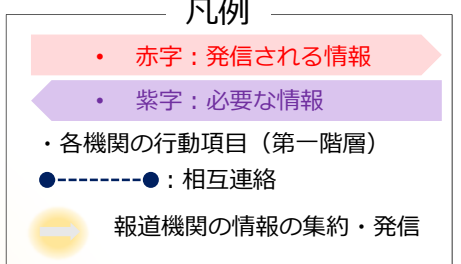 凡例
• 赤字：発信される情報
• 紫字：必要な情報
・各機関の行動項目（第一階層）
●--------●：相互連絡
報道機関の情報の集約・発信